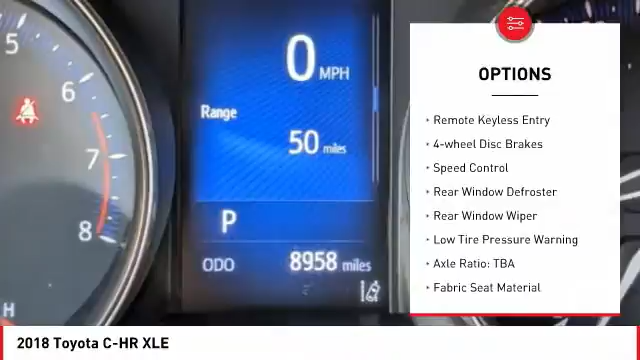 5
6
7
8
H
0 MPH
Range
50 miles
P
ODO 8958 miles
OPTIONS
Remote Keyless Entry
4-wheel Disc Brakes
Speed Control
Rear Window Defroster
Rear Window Wiper
Low Tire Pressure Warning
Axle Ratio: TBA
Fabric Seat Material
2018 Toyota C-HR XLE